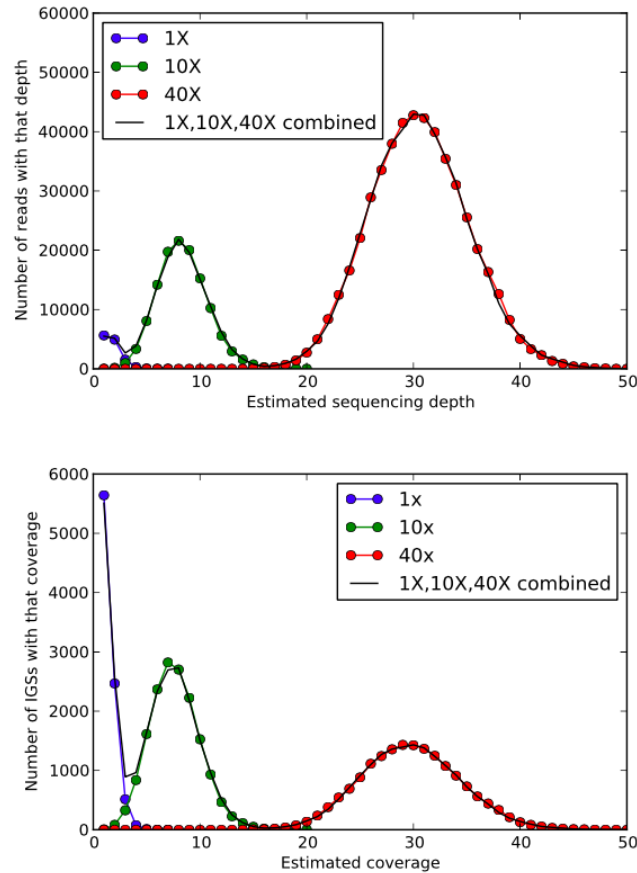 60000
50000
40000
30000
20000
10000
0
Number of reads with that depth
1X
10X
40X
1X,10X,40X combined
0 10 20 30 40 50
Estimated sequencing depth
6000
5000
4000
3000
2000
1000
0
Number of IGSs with that coverage
1x
10x
40x
1X,10X,40X combined
0 10 20 30 40 50
Estimated coverage